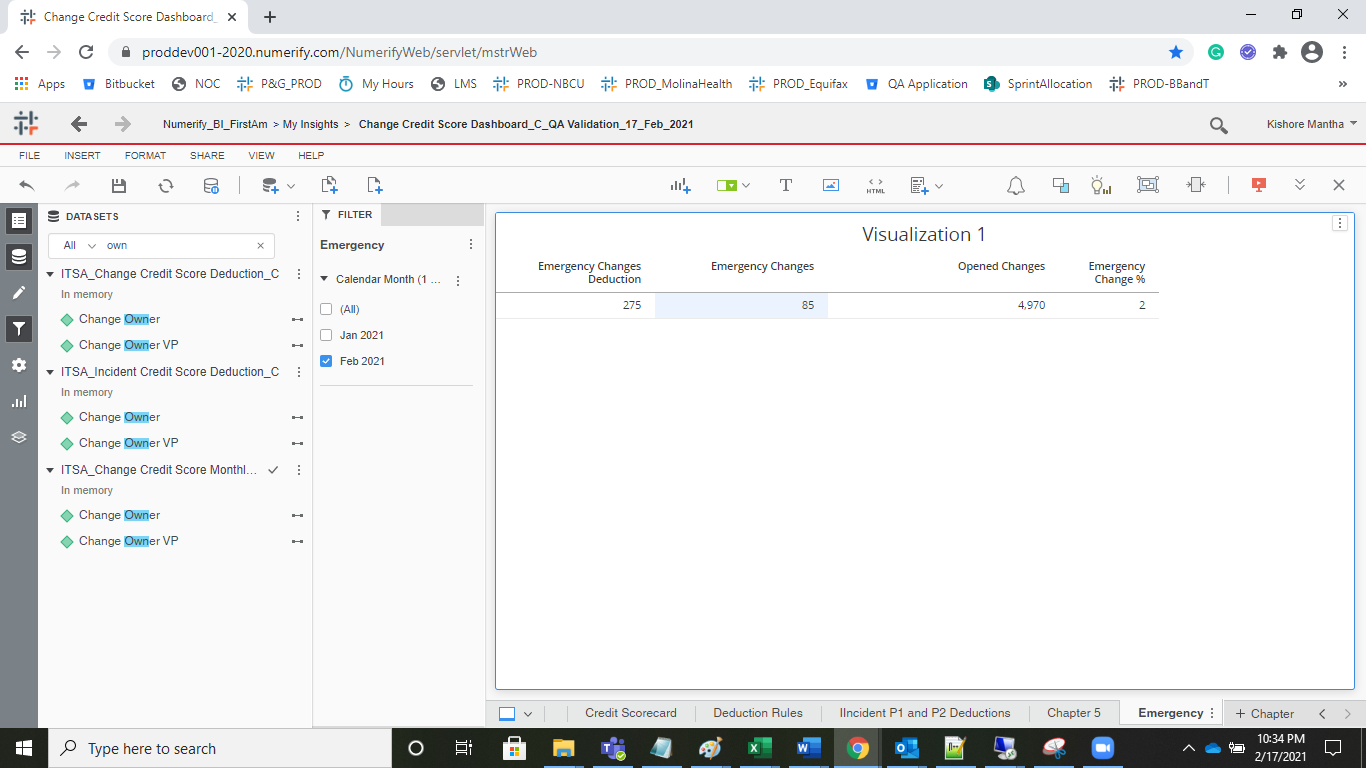 Change Credit Score Dashboard_
proddev001-2020.numerify.com/NumerifyWeb/servlet/mstrWeb
Apps Bitbucket NOC P&G_PROD My Hours LMS PROD-NBCU PROD_MolinaHealth PROD_Equifax QA Application SprintAllocation PROD-BBandT »
Numerify_BI_FirstAm > My Insights > Change Credit Score Dashboard_C_QA Validation_17_Feb_2021
Kishore Mantha
FILE INSERT FORMAT SHARE VIEW HELP
HTML
DATASETS
All own
ITSA_Change Credit Score Deduction_C
In memory
Change Owner
Change Owner VP
ITSA_Incident Credit Score Deduction_C
In memory
Change Owner
Change Owner VP
ITSA_Change Credit Score Monthl...
In memory
Change Owner
Change Owner VP
FILTER
Emergency
Calendar Month (1 ...
(All)
Jan 2021
Feb 2021
Visualization 1
Emergency Changes Deduction Emergency Changes Opened Changes Emergency Change %
275 85 4,970 2
Credit Scorecard Deduction Rules IIncident P1 and P2 Deductions Chapter 5 Emergency + Chapter
Type here to search
10:34 PM
2/17/2021